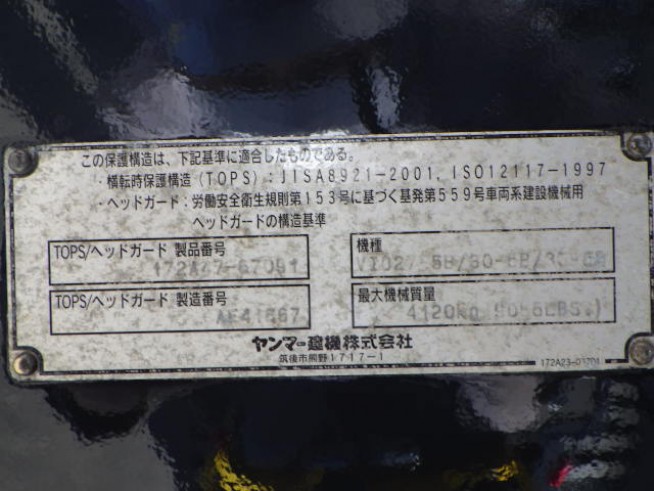 この保護構造は、下記基準に適合したものである。
・横転時保護構造(TOPS):JISA8921-2001、ISO12117-1997
・ヘッドガード:労働安全衛生規則第153号に基づく基発第559号車両系建設機械用
ヘッドガードの構造基準
TOPS/ヘッドガード 製品番号
機種
TOPS/ヘッドガード 製造番号
最大機械質量
4120kg
ヤンマー建機株式会社
筑後市熊野1717-1